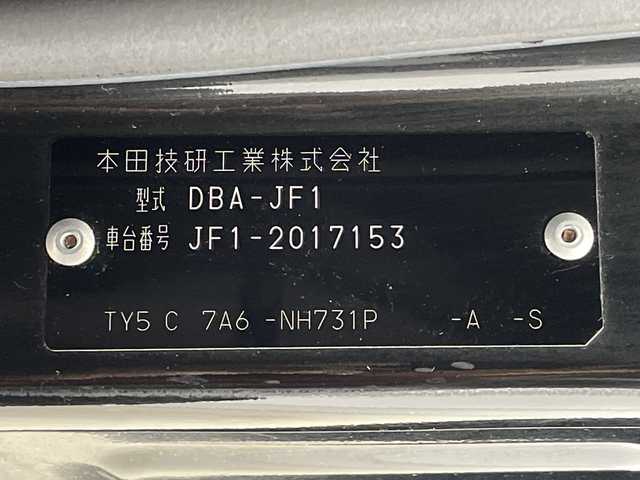 本田技研工業株式会社
型式 DBA-JF1
車台番号 JF1-2017153
TY5 C 7A6 -NH731P -A -S